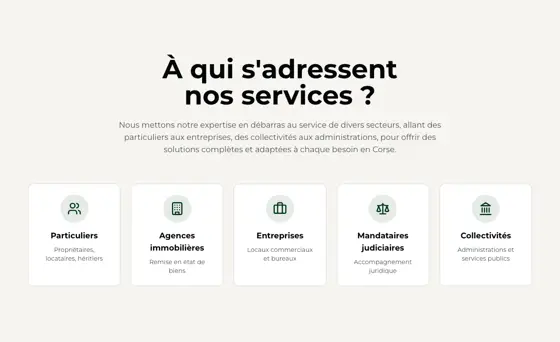 À qui s'adressent
nos services ?
Nous mettons notre expertise en débarras au service de divers secteurs, allant des
particuliers aux entreprises, des collectivités aux administrations, pour offrir des
solutions complètes et adaptées à chaque besoin en Corse.
Particuliers
Propriétaires,
locataires, héritiers
Agences
immobilières
Remise en état de
biens
Entreprises
Locaux commerciaux
et bureaux
Mandataires
judiciaires
Accompagnement
juridique
Collectivités
Administrations et
services publics